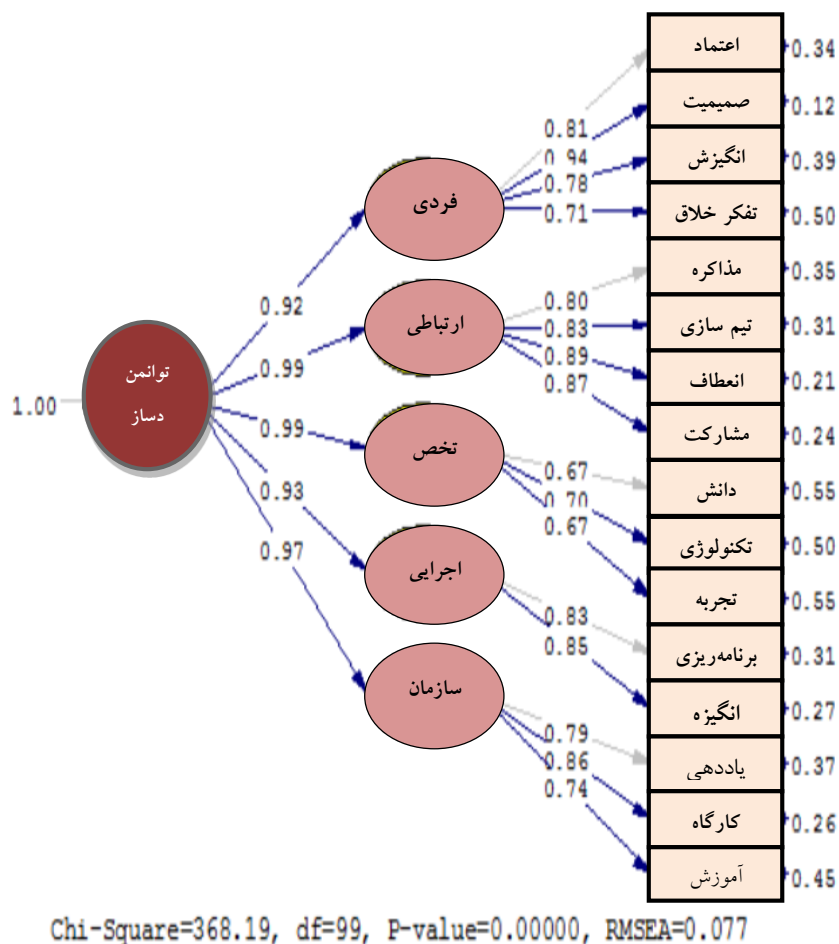 اعتماد
0.34
صمیمیت
0.12
انگیزش
0.39
تفکر خلاق
0.50
مذاکره
0.35
تیم سازی
0.31
انعطاف
0.21
مشارکت
0.24
دانش
0.55
تکنولوژی
0.50
تجربه
0.55
برنامه‌ریزی
0.31
انگیزه
0.27
یاددهی
0.37
کارگاه
0.26
آموزش
0.45
فردی
0.81
0.94
0.78
0.71
ارتباطی
0.80
0.83
0.89
0.87
تخص
0.67
0.70
0.67
اجرایی
0.83
0.85
سازمان
0.79
0.86
0.74
0.92
0.99
0.99
0.93
0.97
توانمن
دساز
1.00
Chi-Square=368.19, df=99, P-value=0.00000, RMSEA=0.077